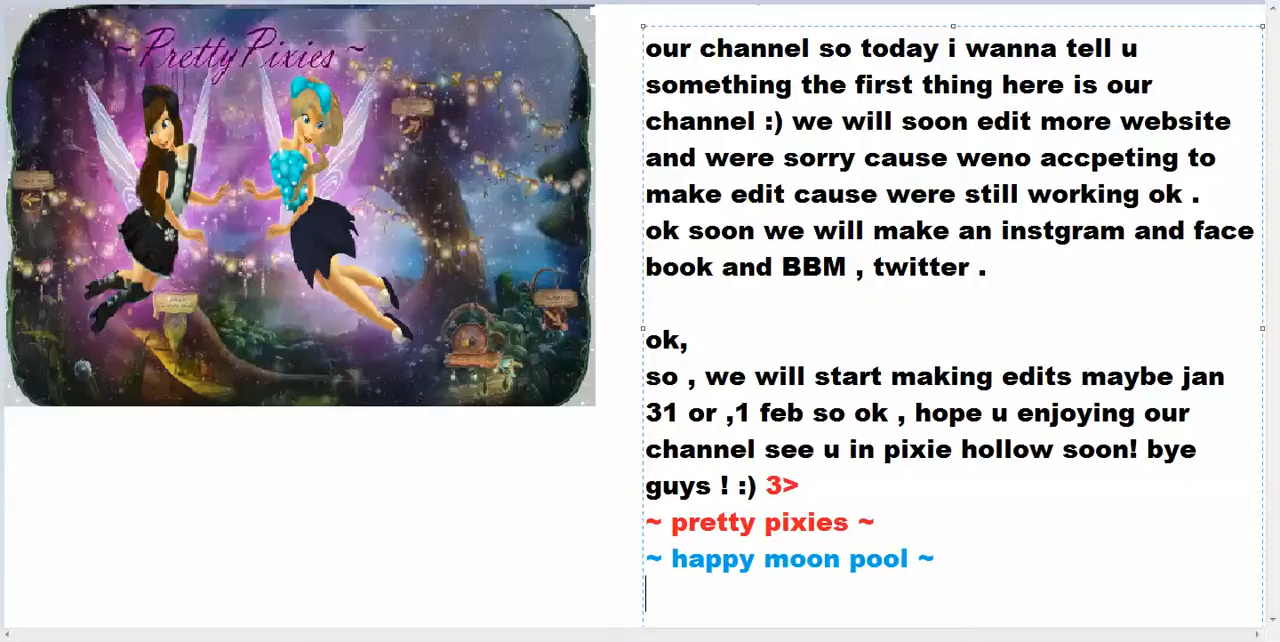 ~PrettyPixies~
our channel so today i wanna tell u
something the first thing here is our
channel :) we will soon edit more website
and were sorry cause weno accpeting to
make edit cause were still working ok .
ok soon we will make an instgram and face
book and BBM , twitter .
ok,
so , we will start making edits maybe jan
31 or ,1 feb so ok , hope u enjoying our
channel see u in pixie hollow soon! bye
guys ! :) 3>
~ pretty pixies ~
~ happy moon pool ~